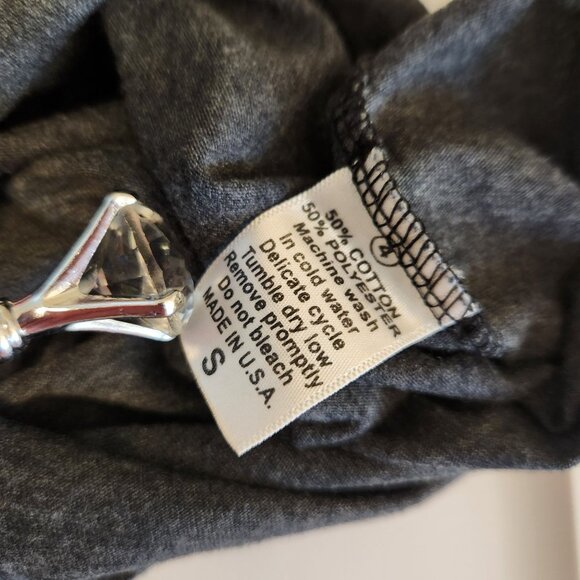 4
50% COTTON
50% POLYESTER
Machine wash
In cold water
Delicate cycle
Tumble dry low
Remove promptly
Do not bleach
MADE IN U.S.A.
S